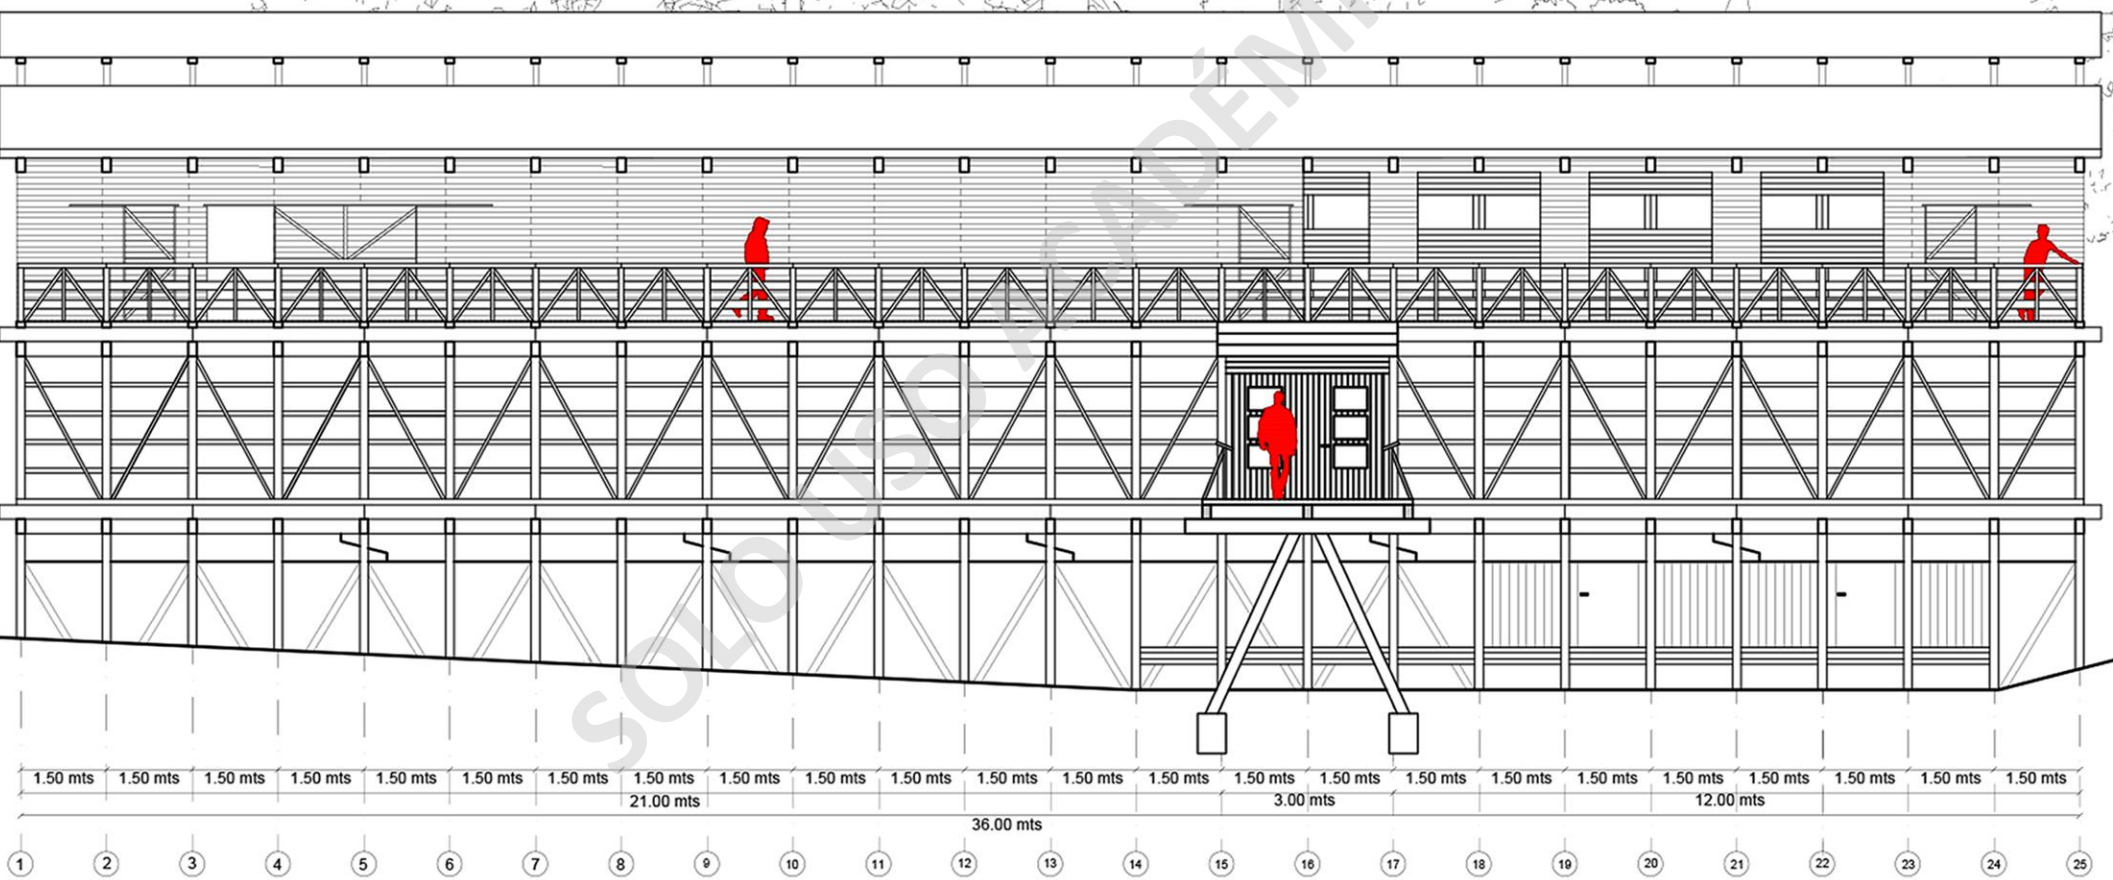 SOLO USO ACADÉM
1.50 mts 1.50 mts 1.50 mts 1.50 mts 1.50 mts 1.50 mts 1.50 mts 1.50 mts 1.50 mts 1.50 mts 1.50 mts 1.50 mts 1.50 mts 1.50 mts 1.50 mts 1.50 mts 1.50 mts 1.50 mts 1.50 mts 1.50 mts 1.50 mts 1.50 mts 1.50 mts 1.50 mts
21.00 mts 3.00 mts 12.00 mts
36.00 mts
1 2 3 4 5 6 7 8 9 10 11 12 13 14 15 16 17 18 19 20 21 22 23 24 25